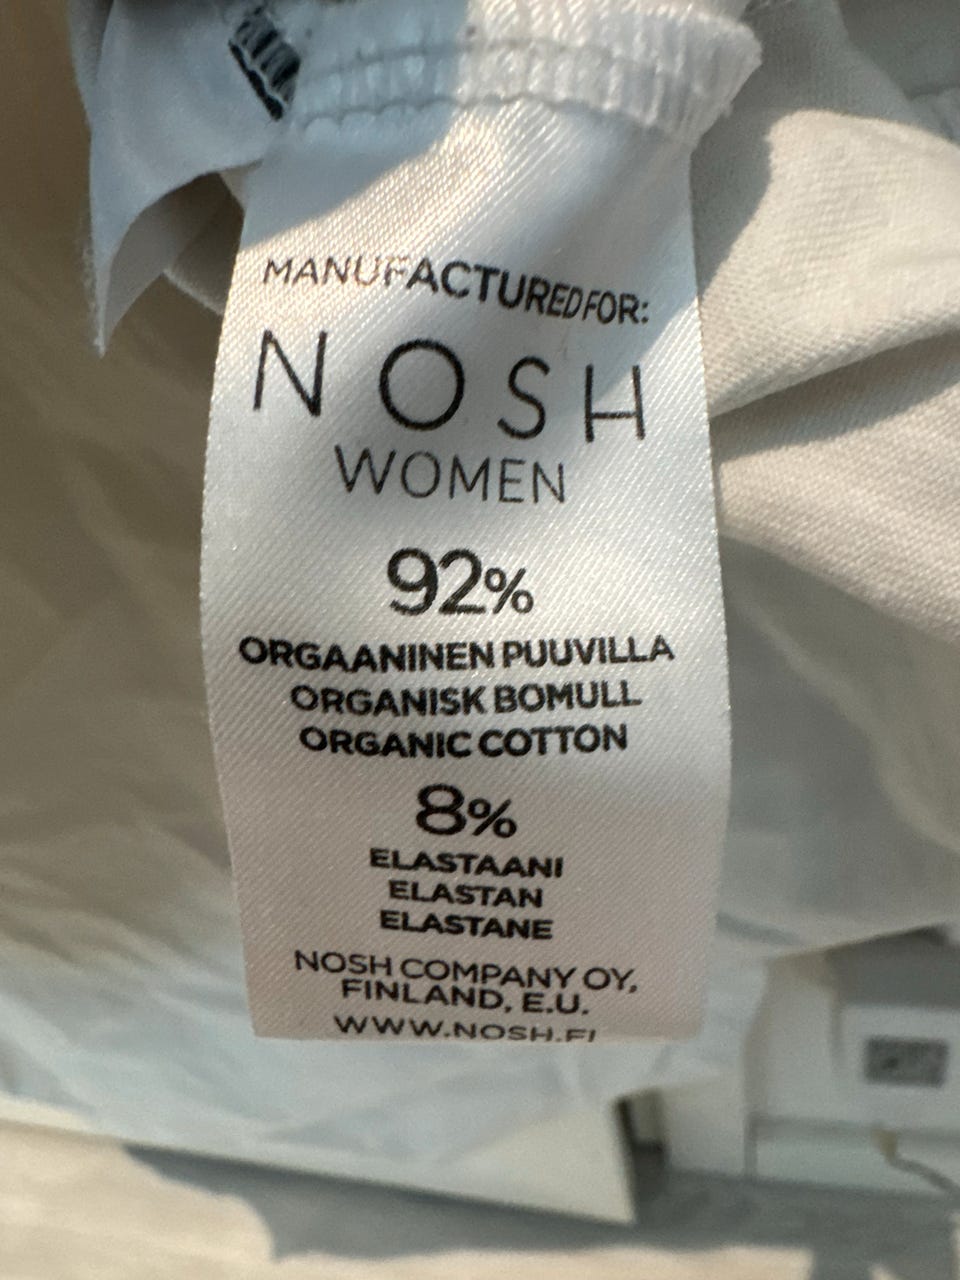 MANUFACTURED FOR:
NOSH
WOMEN
92%
ORGAANINEN PUUVILLA
ORGANISK BOMULL
ORGANIC COTTON
8%
ELASTAANI
ELASTAN
ELASTANE
NOSH COMPANY OY,
FINLAND, E.U.
WWW.NOSH.FI